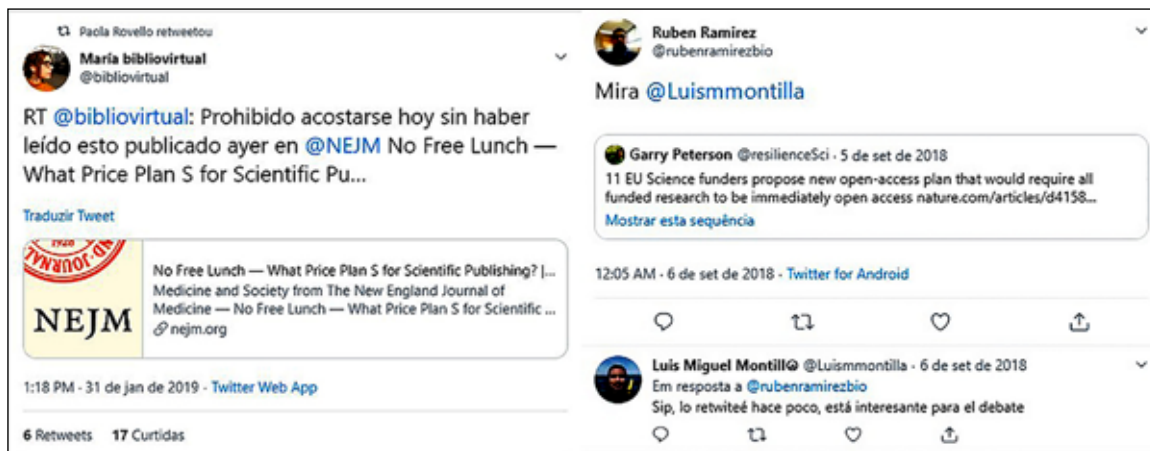 Paola Rovello retweetou
María bibliovirtual
@bibliovirtual
RT @bibliovirtual: Prohibido acostarse hoy sin haber
leído esto publicado ayer en @NEJM No Free Lunch —
What Price Plan S for Scientific Pu...
Traduzir Tweet
NEJM
No Free Lunch — What Price Plan S for Scientific Publishing? |...
Medicine and Society from The New England Journal of
Medicine — No Free Lunch — What Price Plan S for Scientific ...
nejm.org
1:18 PM · 31 de jan de 2019 · Twitter Web App
6 Retweets 17 Curtidas
Ruben Ramirez
@rubenramirezbio
Mira @Luismmontilla
Garry Peterson @resilienceSci · 5 de set de 2018
11 EU Science funders propose new open-access plan that would require all
funded research to be immediately open access nature.com/articles/d4158...
Mostrar esta sequência
12:05 AM · 6 de set de 2018 · Twitter for Android
Luis Miguel Montill @Luismmontilla · 6 de set de 2018
Em resposta a @rubenramirezbio
Sip, lo retwiteé hace poco, está interesante para el debate